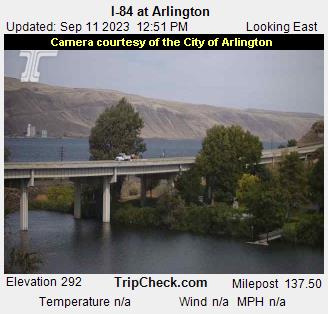 I-84 at Arlington
Updated: Sep 11 2023 12:51 PM Looking East
Camera courtesy of the City of Arlington
Elevation 292 TripCheck.com Milepost 137.50
Temperature n/a Wind n/a MPH n/a